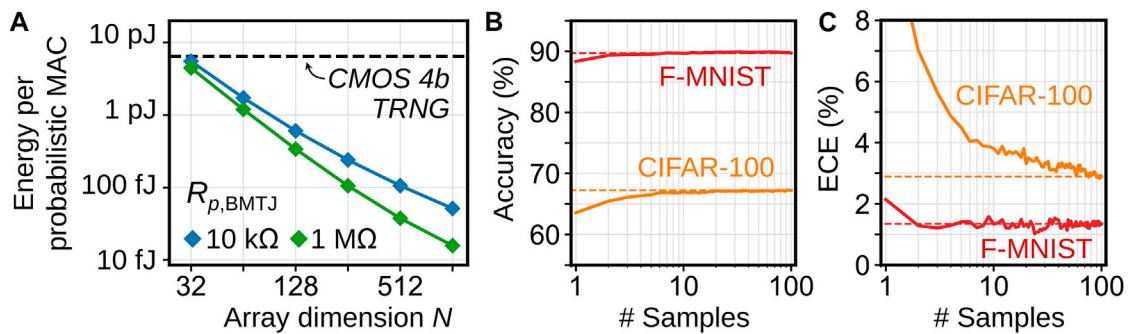 A
Energy per
probabilistic MAC
10 pJ
1 pJ
100 fJ
10 fJ
CMOS 4b
TRNG
Rp,BMTJ
10 kΩ 1 MΩ
32 128 512
Array dimension N
B
Accuracy (%)
90
80
70
60
F-MNIST
CIFAR-100
1 10 100
# Samples
C
ECE (%)
8
6
4
2
0
CIFAR-100
F-MNIST
1 10 100
# Samples